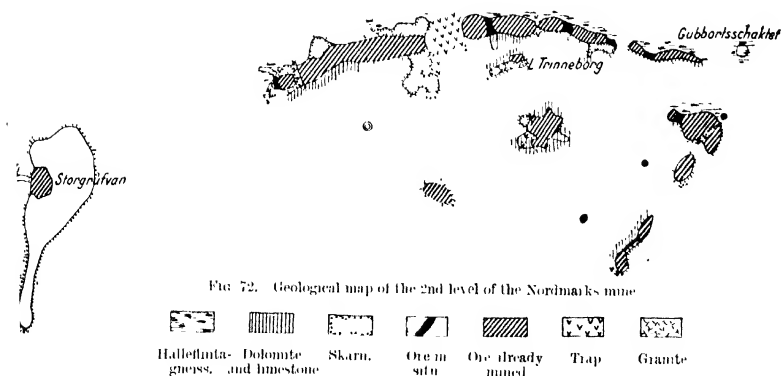 Gubbortsschaktet
L Trinneborg
Storgrufvan
FIG 72. Geological map of the 2nd level of the Nordmarks mine
Halleflinta- Dolomite Skarn. Ore in Ore already Trap Granite
gneiss. and limestone situ mined